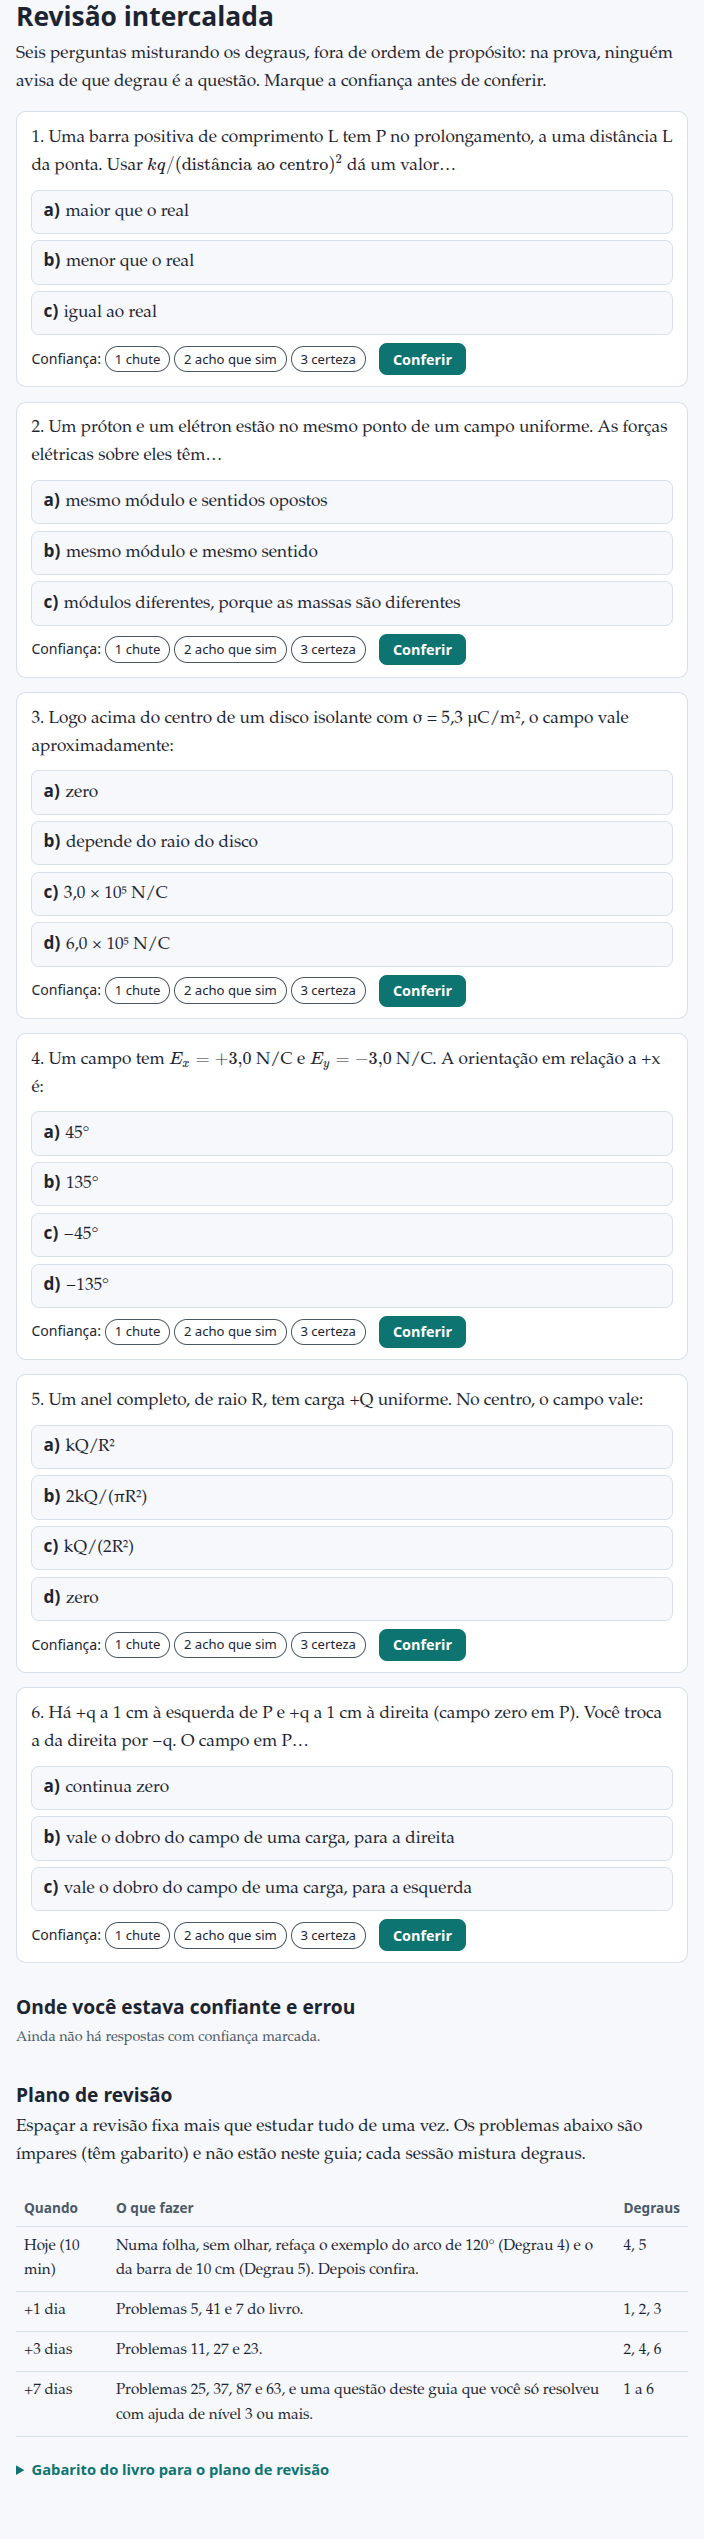 Revisão intercalada
Seis perguntas misturando os degraus, fora de ordem de propósito: na prova, ninguém
avisa de que degrau é a questão. Marque a confiança antes de conferir.
1. Uma barra positiva de comprimento L tem P no prolongamento, a uma distância L
da ponta. Usar kq/(distância ao centro)² dá um valor…
a) maior que o real
b) menor que o real
c) igual ao real
Confiança: 1 chute 2 acho que sim 3 certeza Conferir
2. Um próton e um elétron estão no mesmo ponto de um campo uniforme. As forças
elétricas sobre eles têm…
a) mesmo módulo e sentidos opostos
b) mesmo módulo e mesmo sentido
c) módulos diferentes, porque as massas são diferentes
Confiança: 1 chute 2 acho que sim 3 certeza Conferir
3. Logo acima do centro de um disco isolante com σ = 5,3 μC/m², o campo vale
aproximadamente:
a) zero
b) depende do raio do disco
c) 3,0 × 10⁵ N/C
d) 6,0 × 10⁵ N/C
Confiança: 1 chute 2 acho que sim 3 certeza Conferir
4. Um campo tem Eₓ = +3,0 N/C e E_y = −3,0 N/C. A orientação em relação a +x
é:
a) 45°
b) 135°
c) −45°
d) −135°
Confiança: 1 chute 2 acho que sim 3 certeza Conferir
5. Um anel completo, de raio R, tem carga +Q uniforme. No centro, o campo vale:
a) kQ/R²
b) 2kQ/(πR²)
c) kQ/(2R²)
d) zero
Confiança: 1 chute 2 acho que sim 3 certeza Conferir
6. Há +q a 1 cm à esquerda de P e +q a 1 cm à direita (campo zero em P). Você troca
a da direita por −q. O campo em P…
a) continua zero
b) vale o dobro do campo de uma carga, para a direita
c) vale o dobro do campo de uma carga, para a esquerda
Confiança: 1 chute 2 acho que sim 3 certeza Conferir
Onde você estava confiante e errou
Ainda não há respostas com confiança marcada.
Plano de revisão
Espaçar a revisão fixa mais que estudar tudo de uma vez. Os problemas abaixo são
ímpares (têm gabarito) e não estão neste guia; cada sessão mistura degraus.
Quando O que fazer Degraus
Hoje (10 Numa folha, sem olhar, refaça o exemplo do arco de 120° (Degrau 4) e o 4, 5
min) da barra de 10 cm (Degrau 5). Depois confira.
+1 dia Problemas 5, 41 e 7 do livro. 1, 2, 3
+3 dias Problemas 11, 27 e 23. 2, 4, 6
+7 dias Problemas 25, 37, 87 e 63, e uma questão deste guia que você só resolveu 1 a 6
com ajuda de nível 3 ou mais.
▶ Gabarito do livro para o plano de revisão